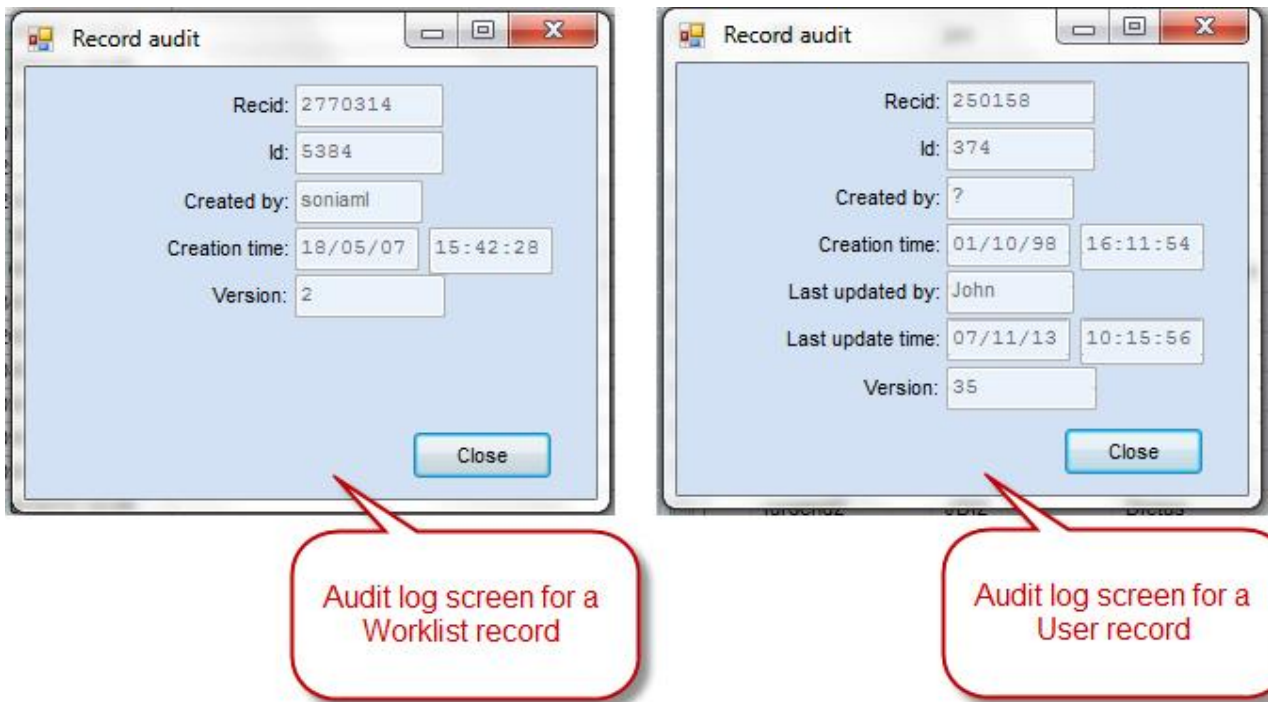 Record audit
Recid: 2770314
Id: 5384
Created by: soniaml
Creation time: 18/05/07 15:42:28
Version: 2
Close
Audit log screen for a
Worklist record
Record audit
Recid: 250158
Id: 374
Created by: ?
Creation time: 01/10/98 16:11:54
Last updated by: John
Last update time: 07/11/13 10:15:56
Version: 35
Close
Audit log screen for a
User record